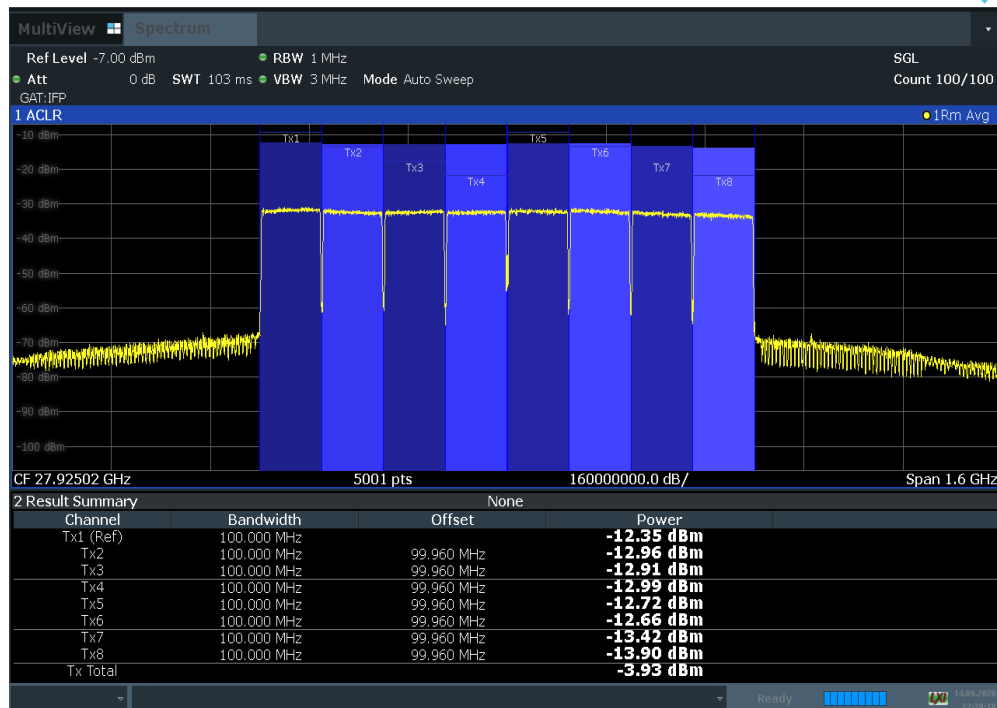 MultiView Spectrum
Ref Level -7.00 dBm RBW 1 MHz SGL
Att 0 dB SWT 103 ms VBW 3 MHz Mode Auto Sweep Count 100/100
GAT:IFP
1 ACLR 1Rm Avg
-10 dBm
Tx1 Tx5
Tx2 Tx6
-20 dBm Tx3 Tx7
Tx4 Tx8
-30 dBm
-40 dBm
-50 dBm
-60 dBm
-70 dBm
-80 dBm
-90 dBm
-100 dBm
CF 27.92502 GHz 5001 pts 160000000.0 dB/ Span 1.6 GHz
2 Result Summary None
Channel Bandwidth Offset Power
Tx1 (Ref) 100.000 MHz -12.35 dBm
Tx2 100.000 MHz 99.960 MHz -12.96 dBm
Tx3 100.000 MHz 99.960 MHz -12.91 dBm
Tx4 100.000 MHz 99.960 MHz -12.99 dBm
Tx5 100.000 MHz 99.960 MHz -12.72 dBm
Tx6 100.000 MHz 99.960 MHz -12.66 dBm
Tx7 100.000 MHz 99.960 MHz -13.42 dBm
Tx8 100.000 MHz 99.960 MHz -13.90 dBm
Tx Total -3.93 dBm
Ready 14.09.2020